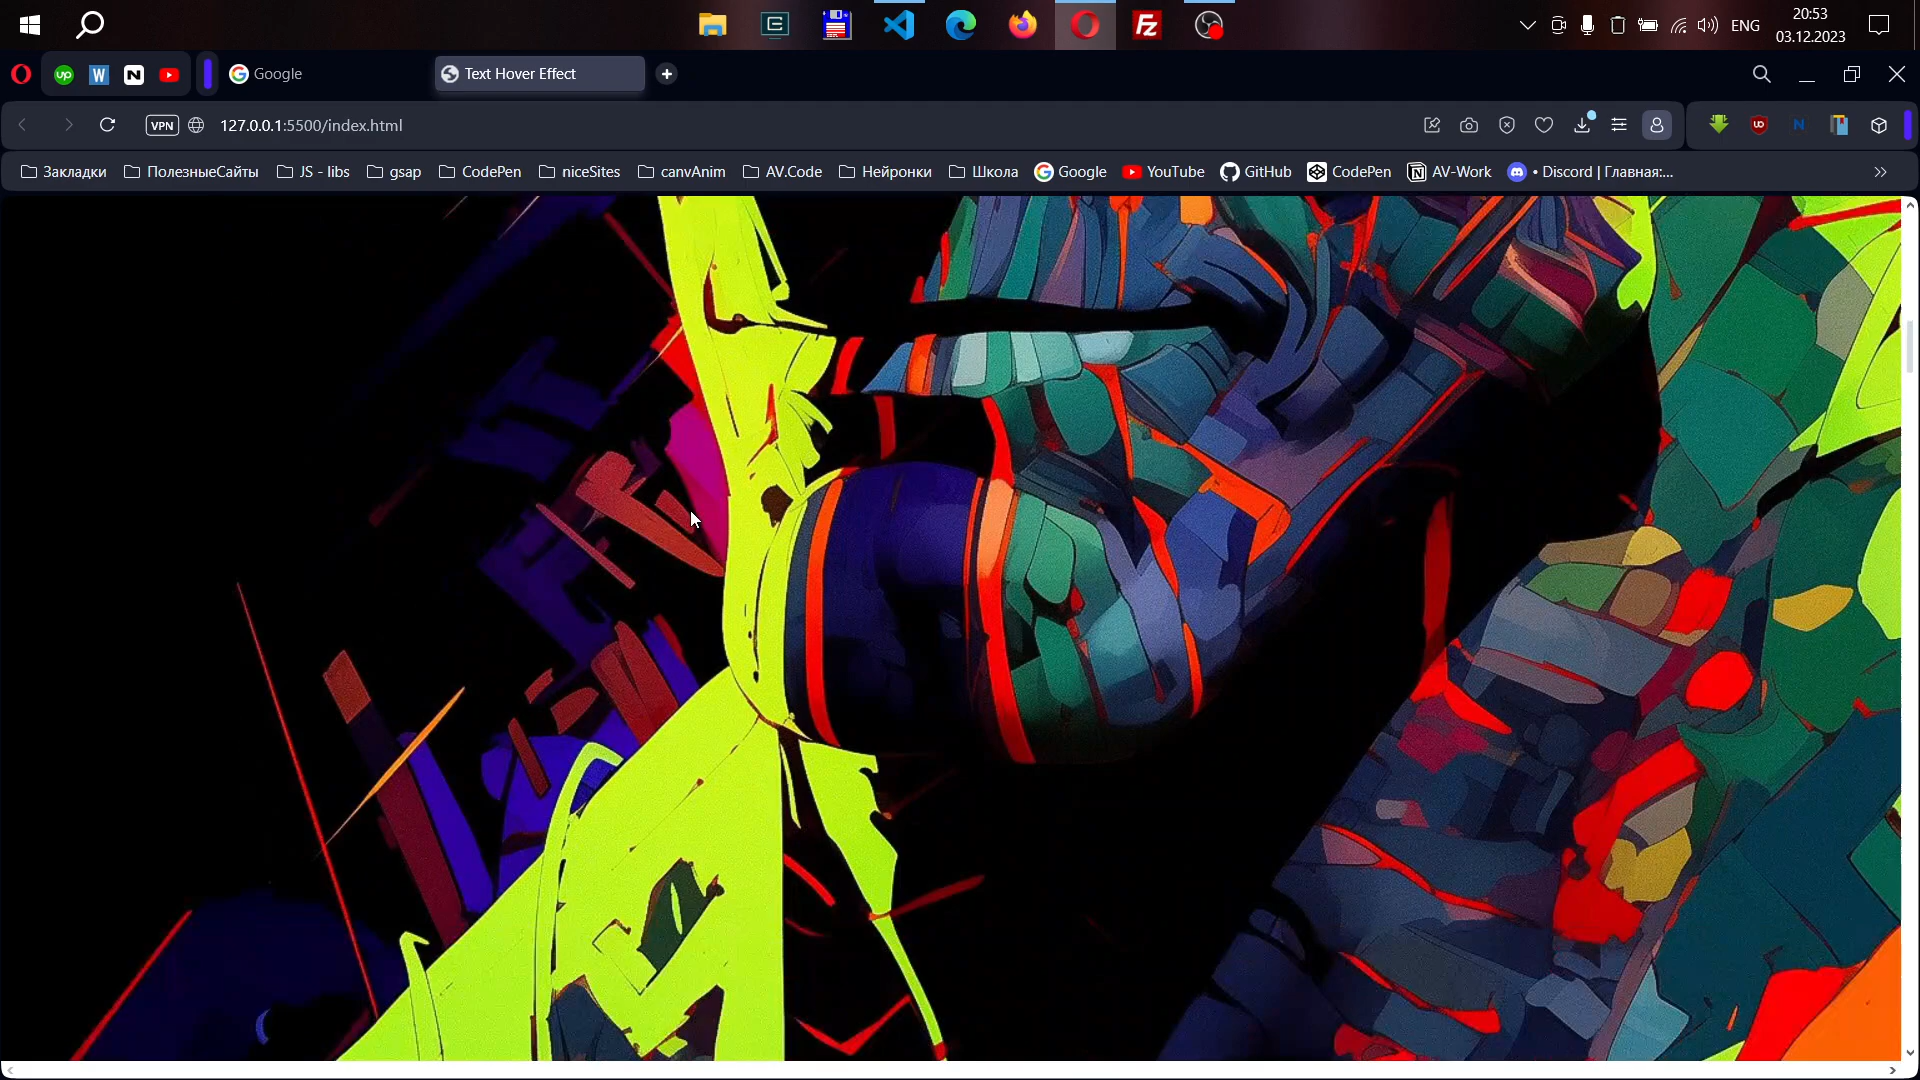 ENG
20:53
03.12.2023
Google
Text Hover Effect
VPN
127.0.0.1:5500/index.html
Закладки
ПолезныеСайты
JS - libs
gsap
CodePen
niceSites
canvAnim
AV.Code
Нейронки
Школа
Google
YouTube
GitHub
CodePen
AV-Work
• Discord | Главная:...